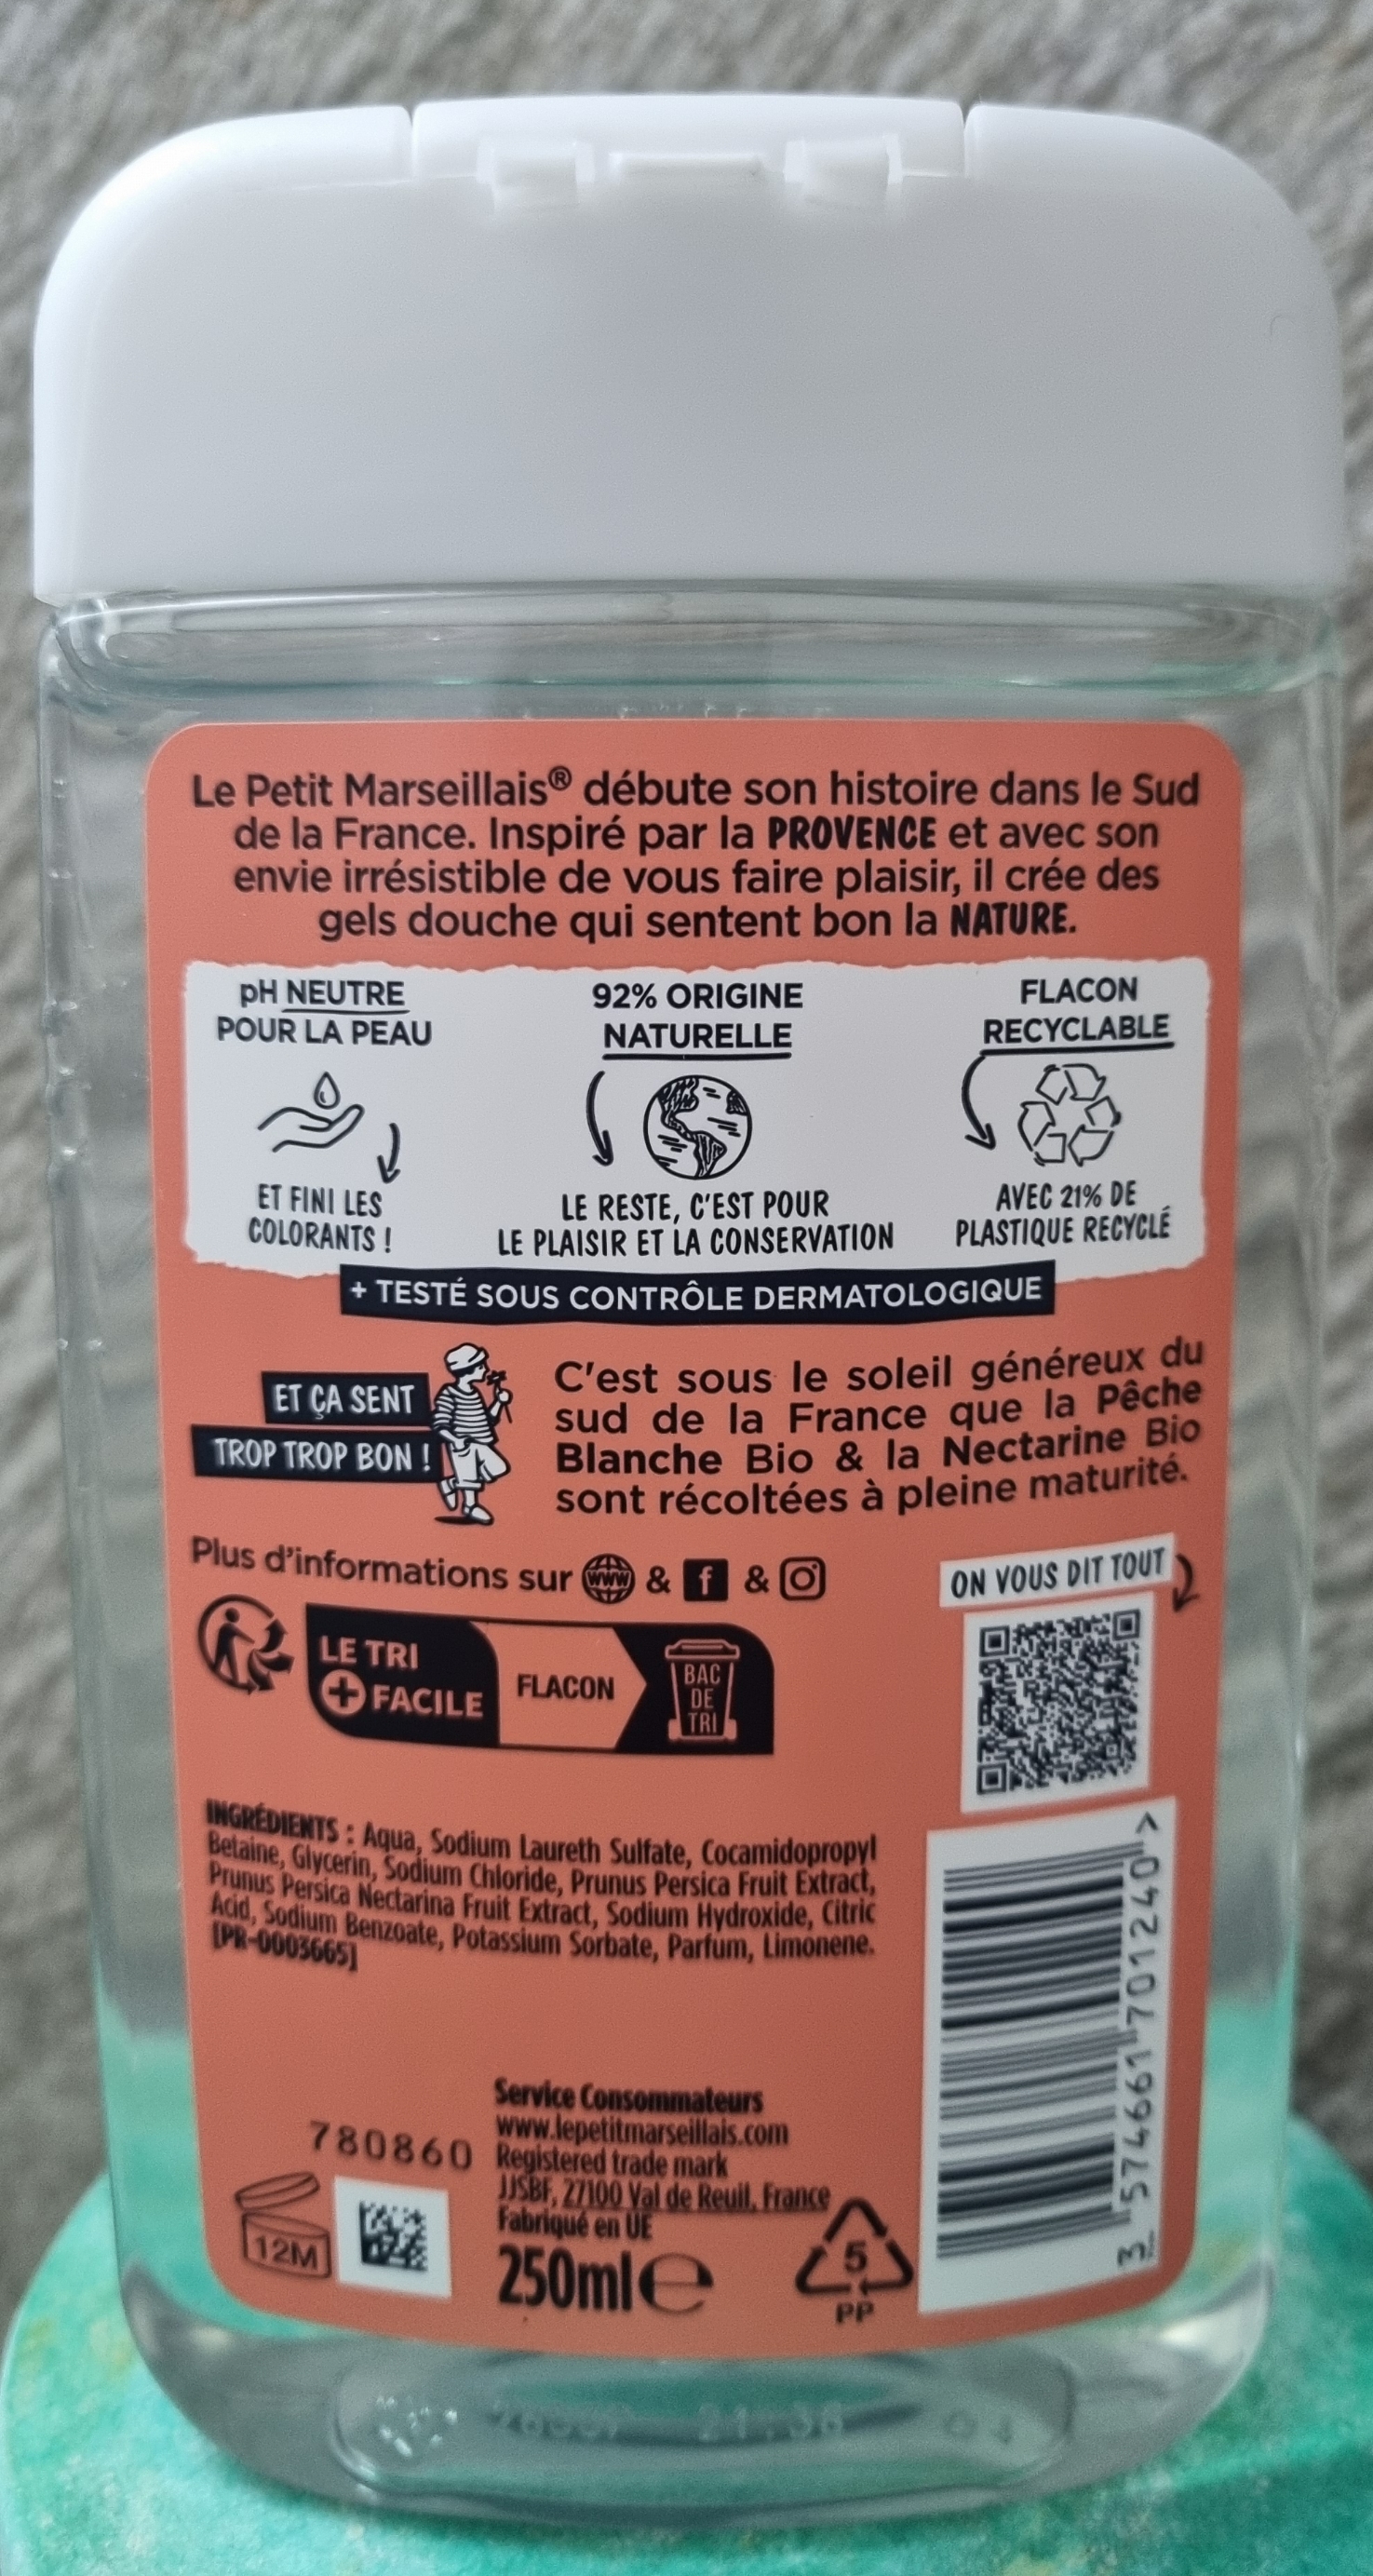 Le Petit Marseillais® débute son histoire dans le Sud
de la France. Inspiré par la PROVENCE et avec son
envie irrésistible de vous faire plaisir, il crée des
gels douche qui sentent bon la NATURE.
pH NEUTRE
POUR LA PEAU
ET FINI LES
COLORANTS !
92% ORIGINE
NATURELLE
LE RESTE, C'EST POUR
LE PLAISIR ET LA CONSERVATION
FLACON
RECYCLABLE
AVEC 21% DE
PLASTIQUE RECYCLÉ
+ TESTÉ SOUS CONTRÔLE DERMATOLOGIQUE
ET ÇA SENT
TROP TROP BON !
C'est sous le soleil généreux du
sud de la France que la Pêche
Blanche Bio & la Nectarine Bio
sont récoltées à pleine maturité.
Plus d'informations sur www & f &
ON VOUS DIT TOUT
LE TRI
+ FACILE
FLACON
BAC
DE
TRI
INGRÉDIENTS : Aqua, Sodium Laureth Sulfate, Cocamidopropyl
Betaine, Glycerin, Sodium Chloride, Prunus Persica Fruit Extract,
Prunus Persica Nectarina Fruit Extract, Sodium Hydroxide, Citric
Acid, Sodium Benzoate, Potassium Sorbate, Parfum, Limonene.
[PR-0003665]
3 574661 701240 >
780860
12M
Service Consommateurs
www.lepetitmarseillais.com
Registered trade mark
JJSBF, 27100 Val de Reuil, France
Fabriqué en UE
250ml e
5
PP